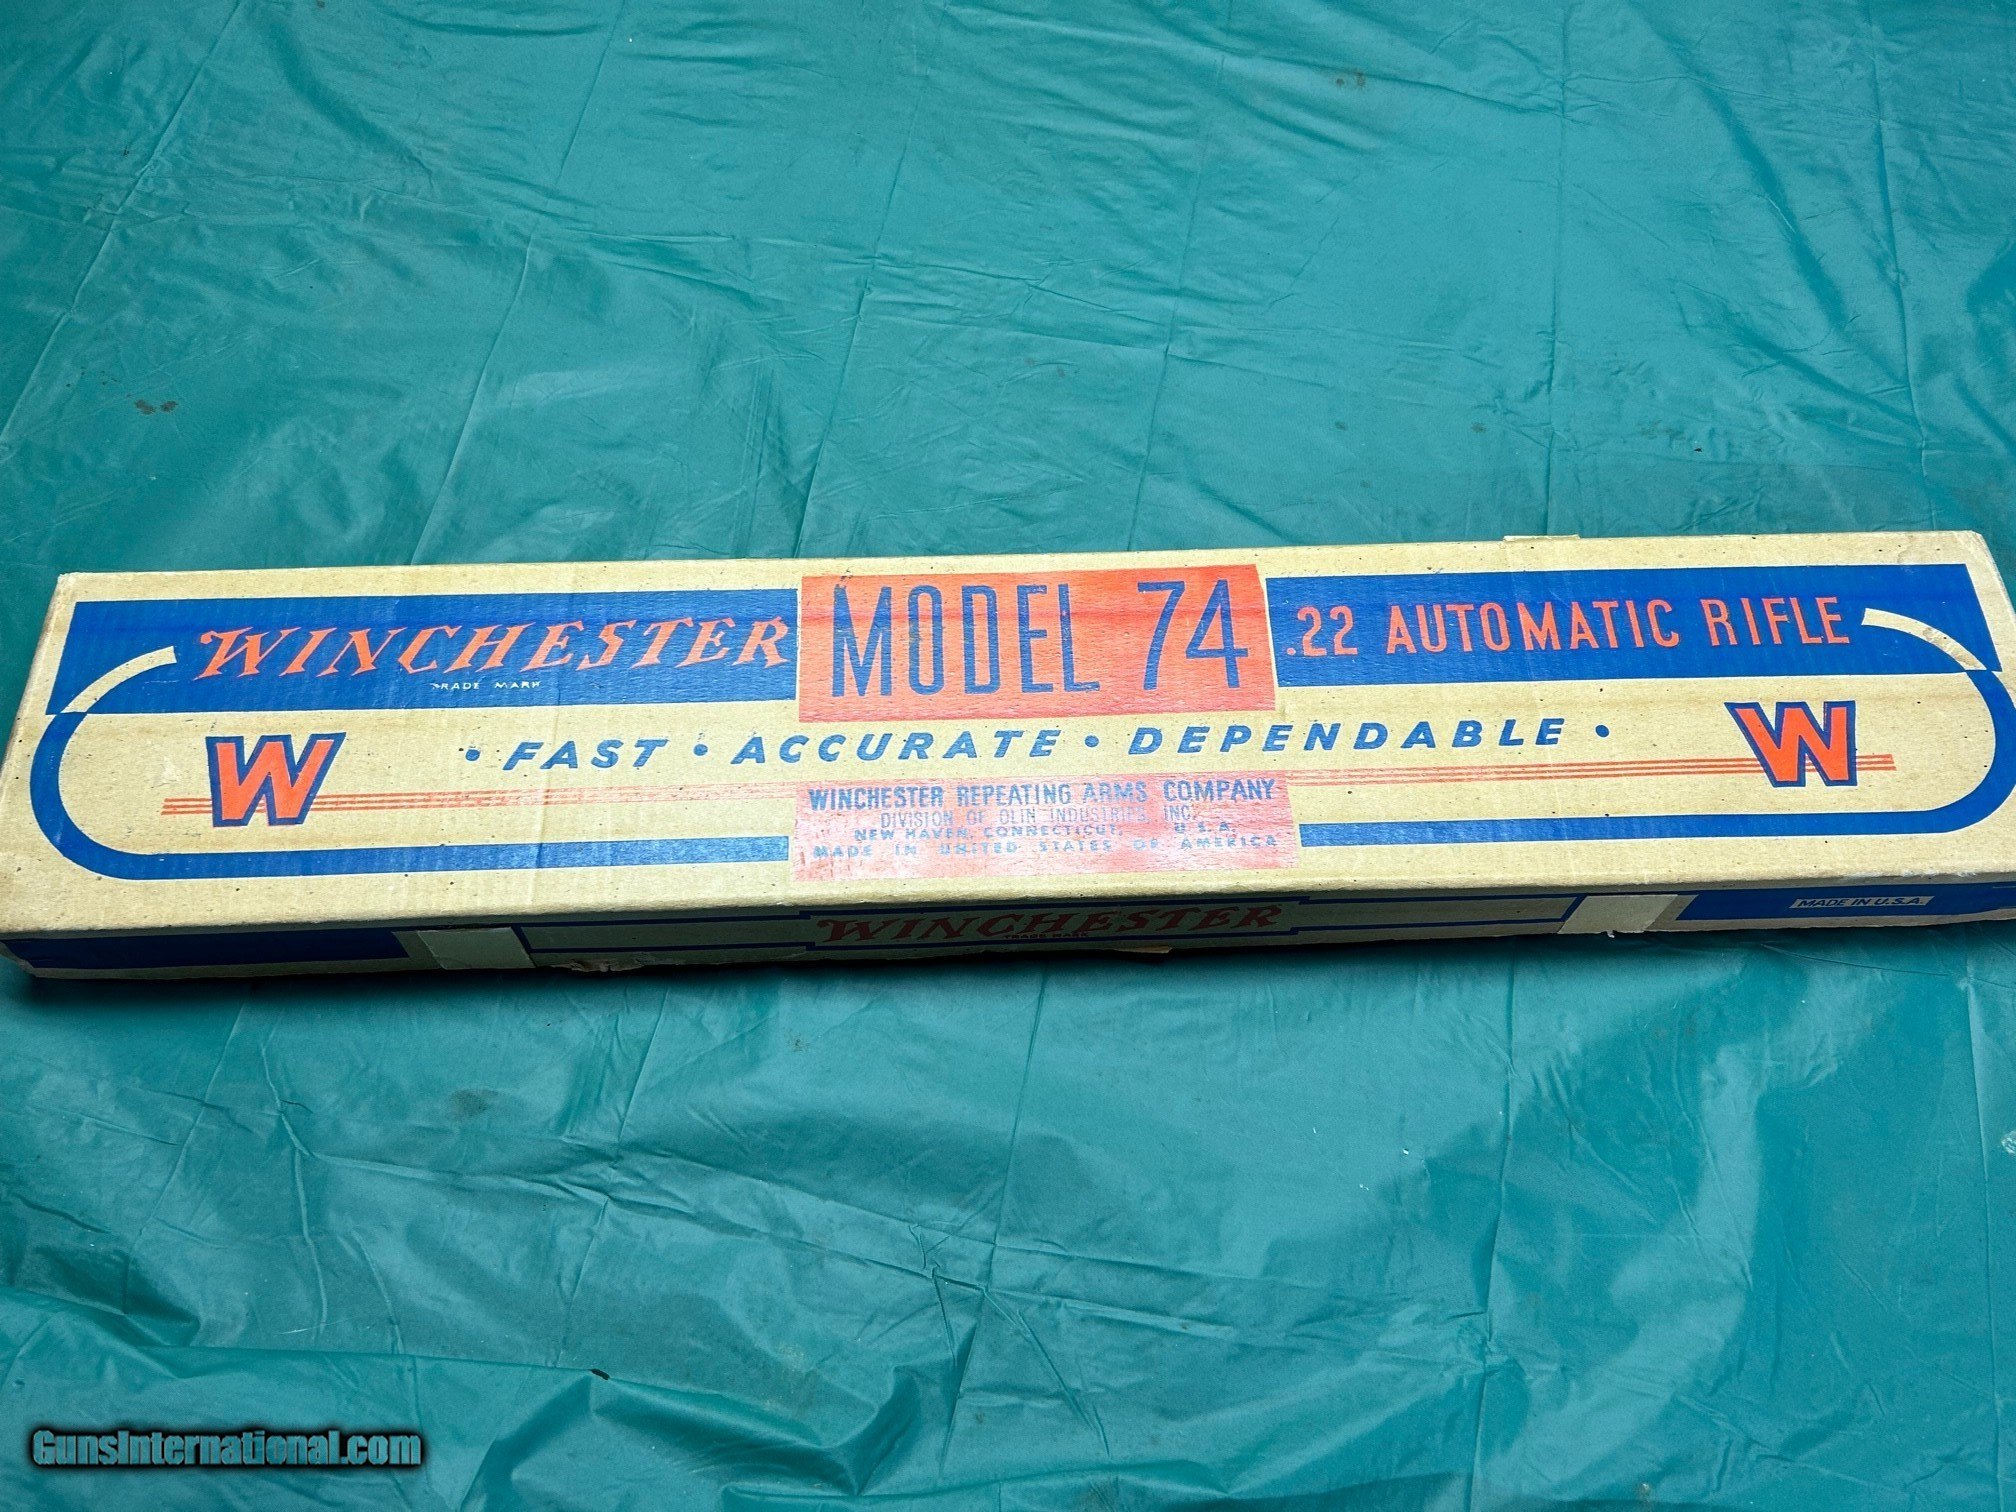 WINCHESTER MODEL 74 .22 AUTOMATIC RIFLE
TRADE MARK
• FAST • ACCURATE • DEPENDABLE •
W W
WINCHESTER REPEATING ARMS COMPANY
DIVISION OF OLIN INDUSTRIES, INC.
NEW HAVEN, CONNECTICUT, U.S.A.
MADE IN UNITED STATES OF AMERICA
WINCHESTER
TRADE MARK
MADE IN U.S.A.
GunsInternational.com